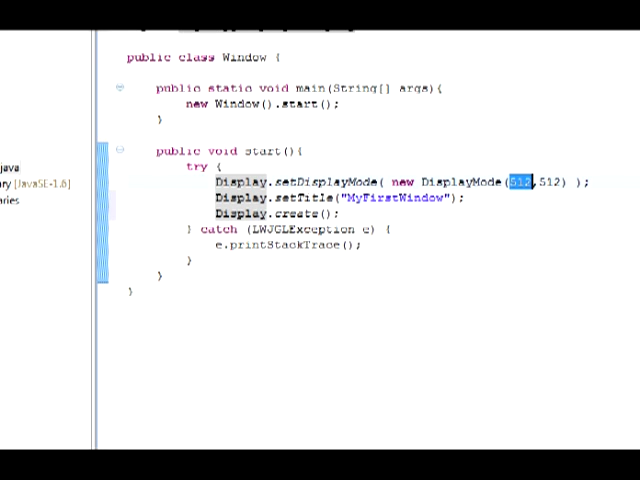 public class Window {
public static void main(String[] args){
new Window().start();
}
public void start(){
java
try {
ry [JavaSE-1.6]
Display.setDisplayMode( new DisplayMode(512,512) );
aries
Display.setTitle("MyFirstWindow");
Display.create();
} catch (LWJGLException e) {
e.printStackTrace();
}
}
}